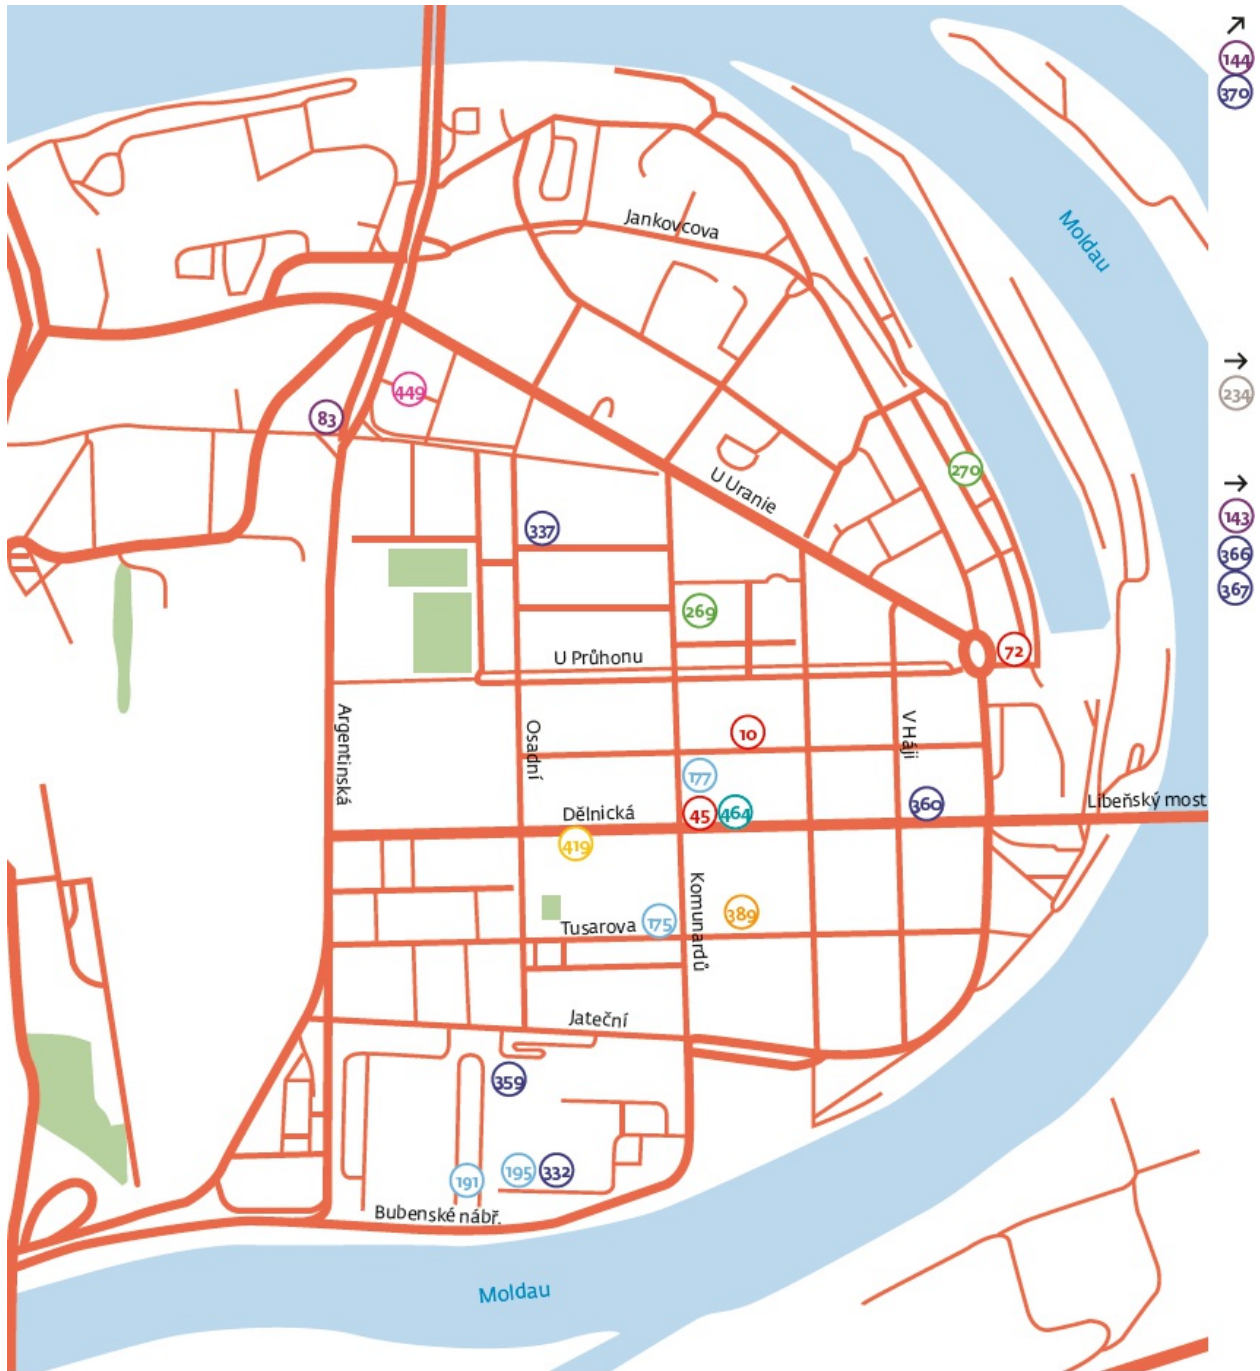 144
370
Jankovcova
Moldau
234
449
83
270
U Uranie
143
337
366
367
269
72
U Průhonu
Argentinská
Osadní
10
V Háji
177
360
Libeňský most
Dělnická
45
464
419
Komunardů
389
Tusarova
175
Jateční
359
191
195
332
Bubenské nábř.
Moldau